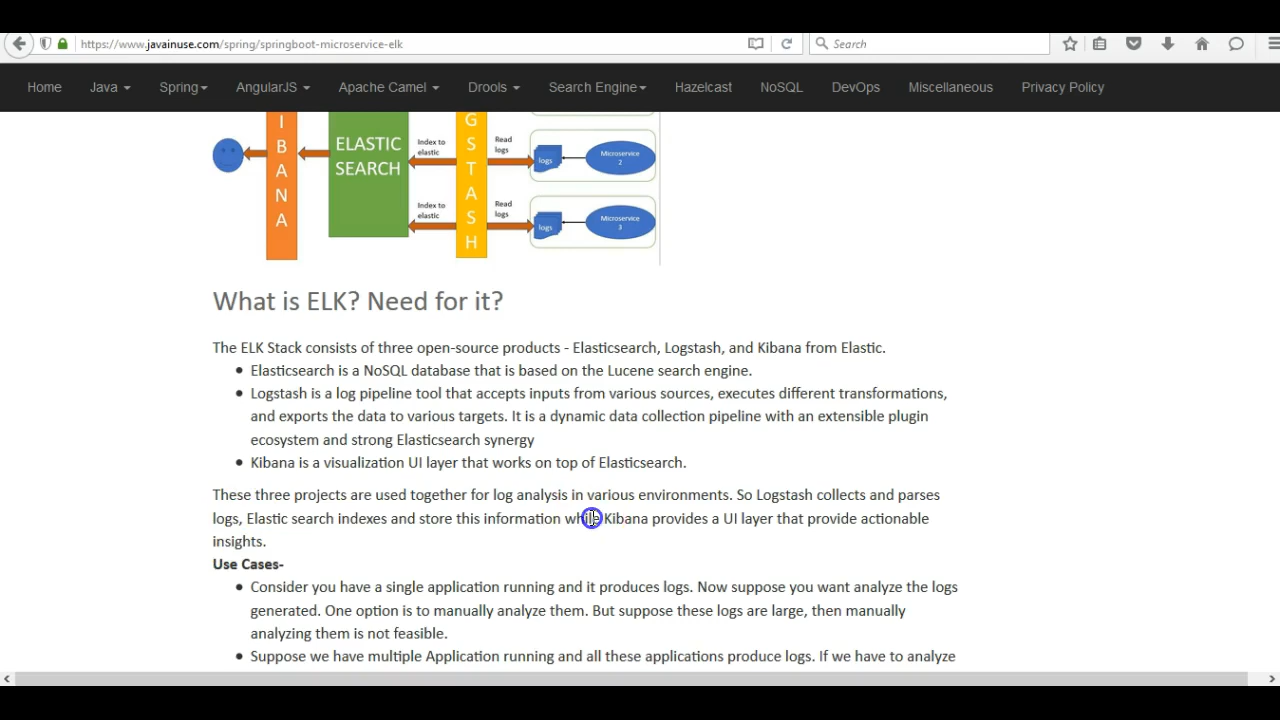 https://www.javainuse.com/spring/springboot-microservice-elk
Search
Home Java Spring AngularJS Apache Camel Drools Search Engine Hazelcast NoSQL DevOps Miscellaneous Privacy Policy
I
B
A
N
A
ELASTIC
SEARCH
Index to
elastic
Index to
elastic
G
S
T
A
S
H
Read
logs
Read
logs
logs
Microservice
2
logs
Microservice
3
What is ELK? Need for it?
The ELK Stack consists of three open-source products - Elasticsearch, Logstash, and Kibana from Elastic.
Elasticsearch is a NoSQL database that is based on the Lucene search engine.
Logstash is a log pipeline tool that accepts inputs from various sources, executes different transformations,
and exports the data to various targets. It is a dynamic data collection pipeline with an extensible plugin
ecosystem and strong Elasticsearch synergy
Kibana is a visualization UI layer that works on top of Elasticsearch.
These three projects are used together for log analysis in various environments. So Logstash collects and parses
logs, Elastic search indexes and store this information while Kibana provides a UI layer that provide actionable
insights.
Use Cases-
Consider you have a single application running and it produces logs. Now suppose you want analyze the logs
generated. One option is to manually analyze them. But suppose these logs are large, then manually
analyzing them is not feasible.
Suppose we have multiple Application running and all these applications produce logs. If we have to analyze